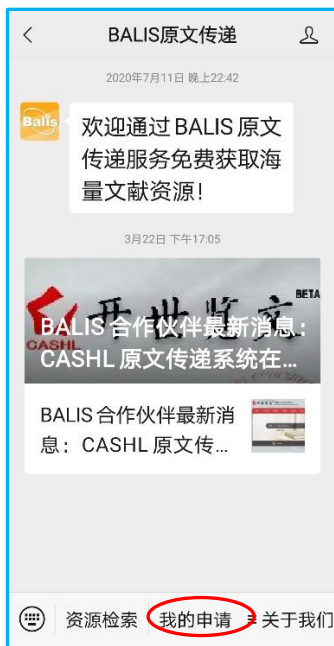 BALIS原文传递
2020年7月11日 晚上22:42
Balis
欢迎通过 BALIS 原文
传递服务免费获取海
量文献资源！
3月22日 下午17:05
开世览文
BETA
CASHL
BALIS 合作伙伴最新消息：
CASHL 原文传递系统在...
BALIS 合作伙伴最新消
息：CASHL 原文传...
资源检索
我的申请
关于我们